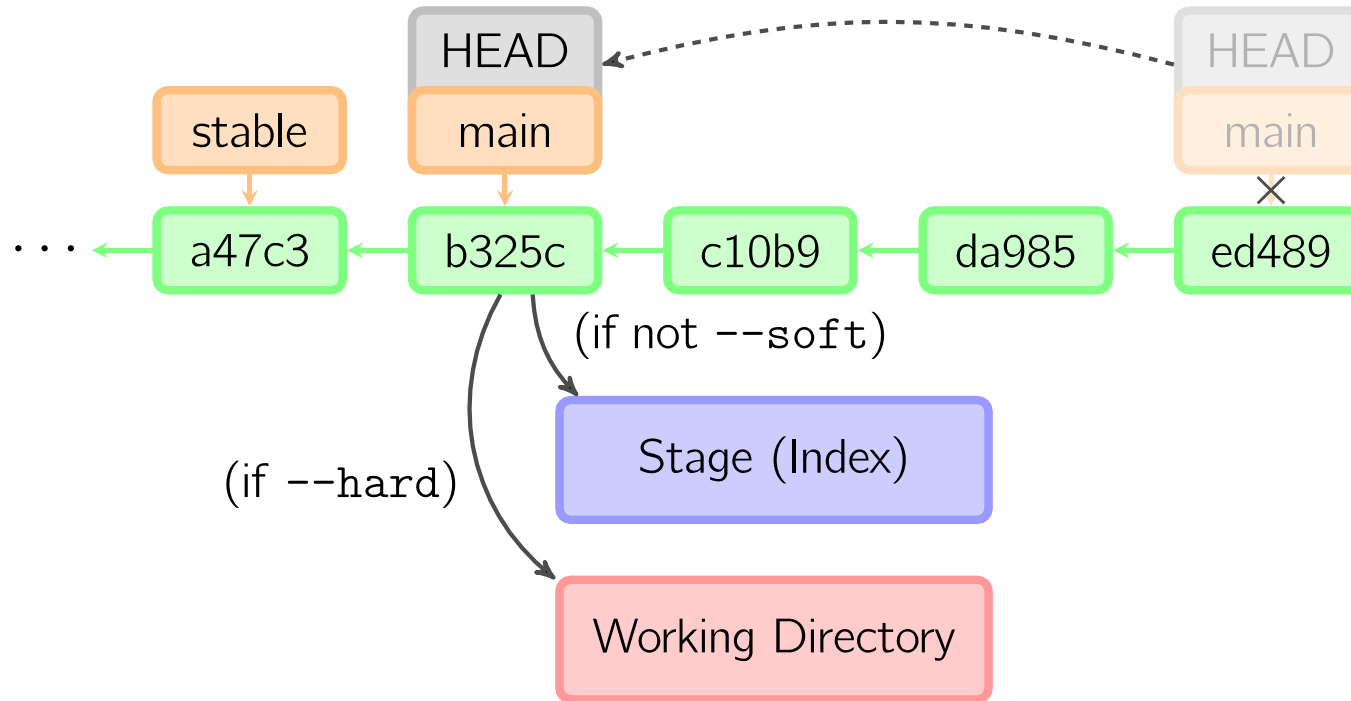 HEAD
HEAD
stable
main
main
...
a47c3
b325c
c10b9
da985
ed489
(if not --soft)
Stage (Index)
(if --hard)
Working Directory